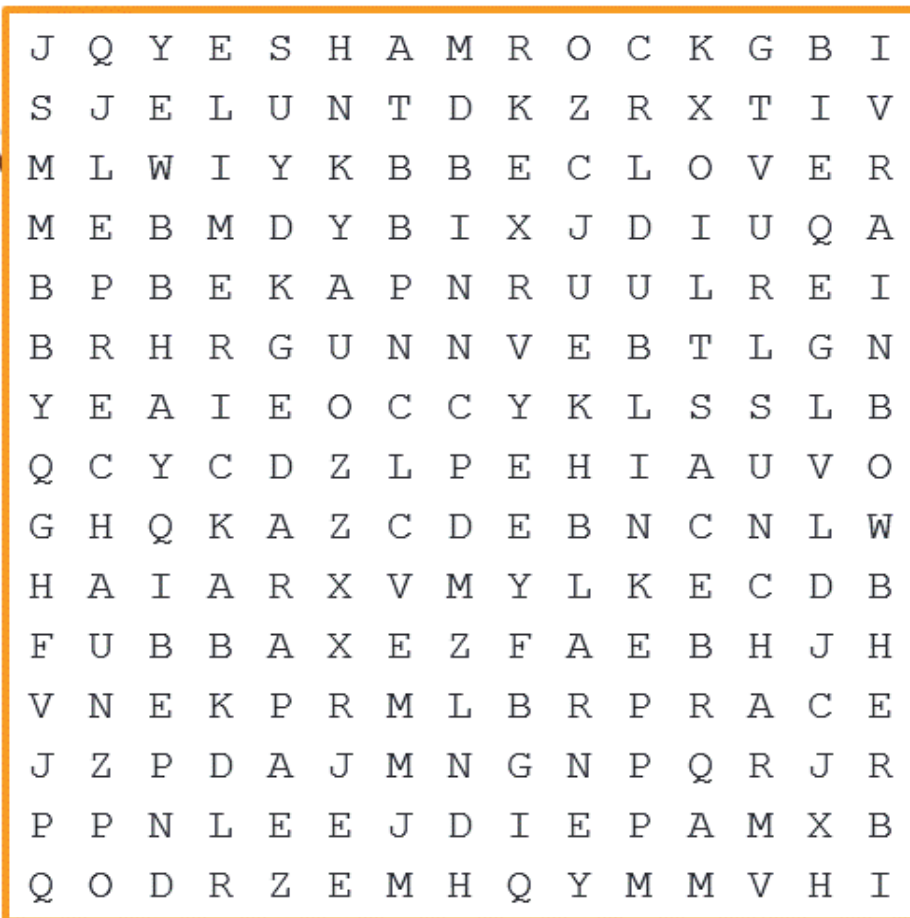 J Q Y E S H A M R O C K G B I
S J E L U N T D K Z R X T I V
M L W I Y K B B E C L O V E R
M E B M D Y B I X J D I U Q A
B P B E K A P N R U U L R E I
B R H R G U N N V E B T L G N
Y E A I E O C C Y K L S S L B
Q C Y C D Z L P E H I A U V O
G H Q K A Z C D E B N C N L W
H A I A R X V M Y L K E C D B
F U B B A X E Z F A E B H J H
V N E K P R M L B R P R A C E
J Z P D A J M N G N P Q R J R
P P N L E E J D I E P A M X B
Q O D R Z E M H Q Y M M V H I